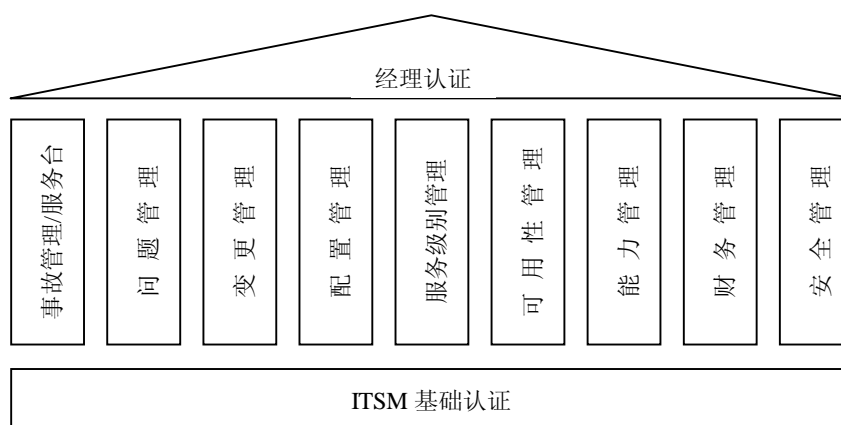 经理认证
事故管理/服务台
问题管理
变更管理
配置管理
服务级别管理
可用性管理
能力管理
财务管理
安全管理
ITSM 基础认证